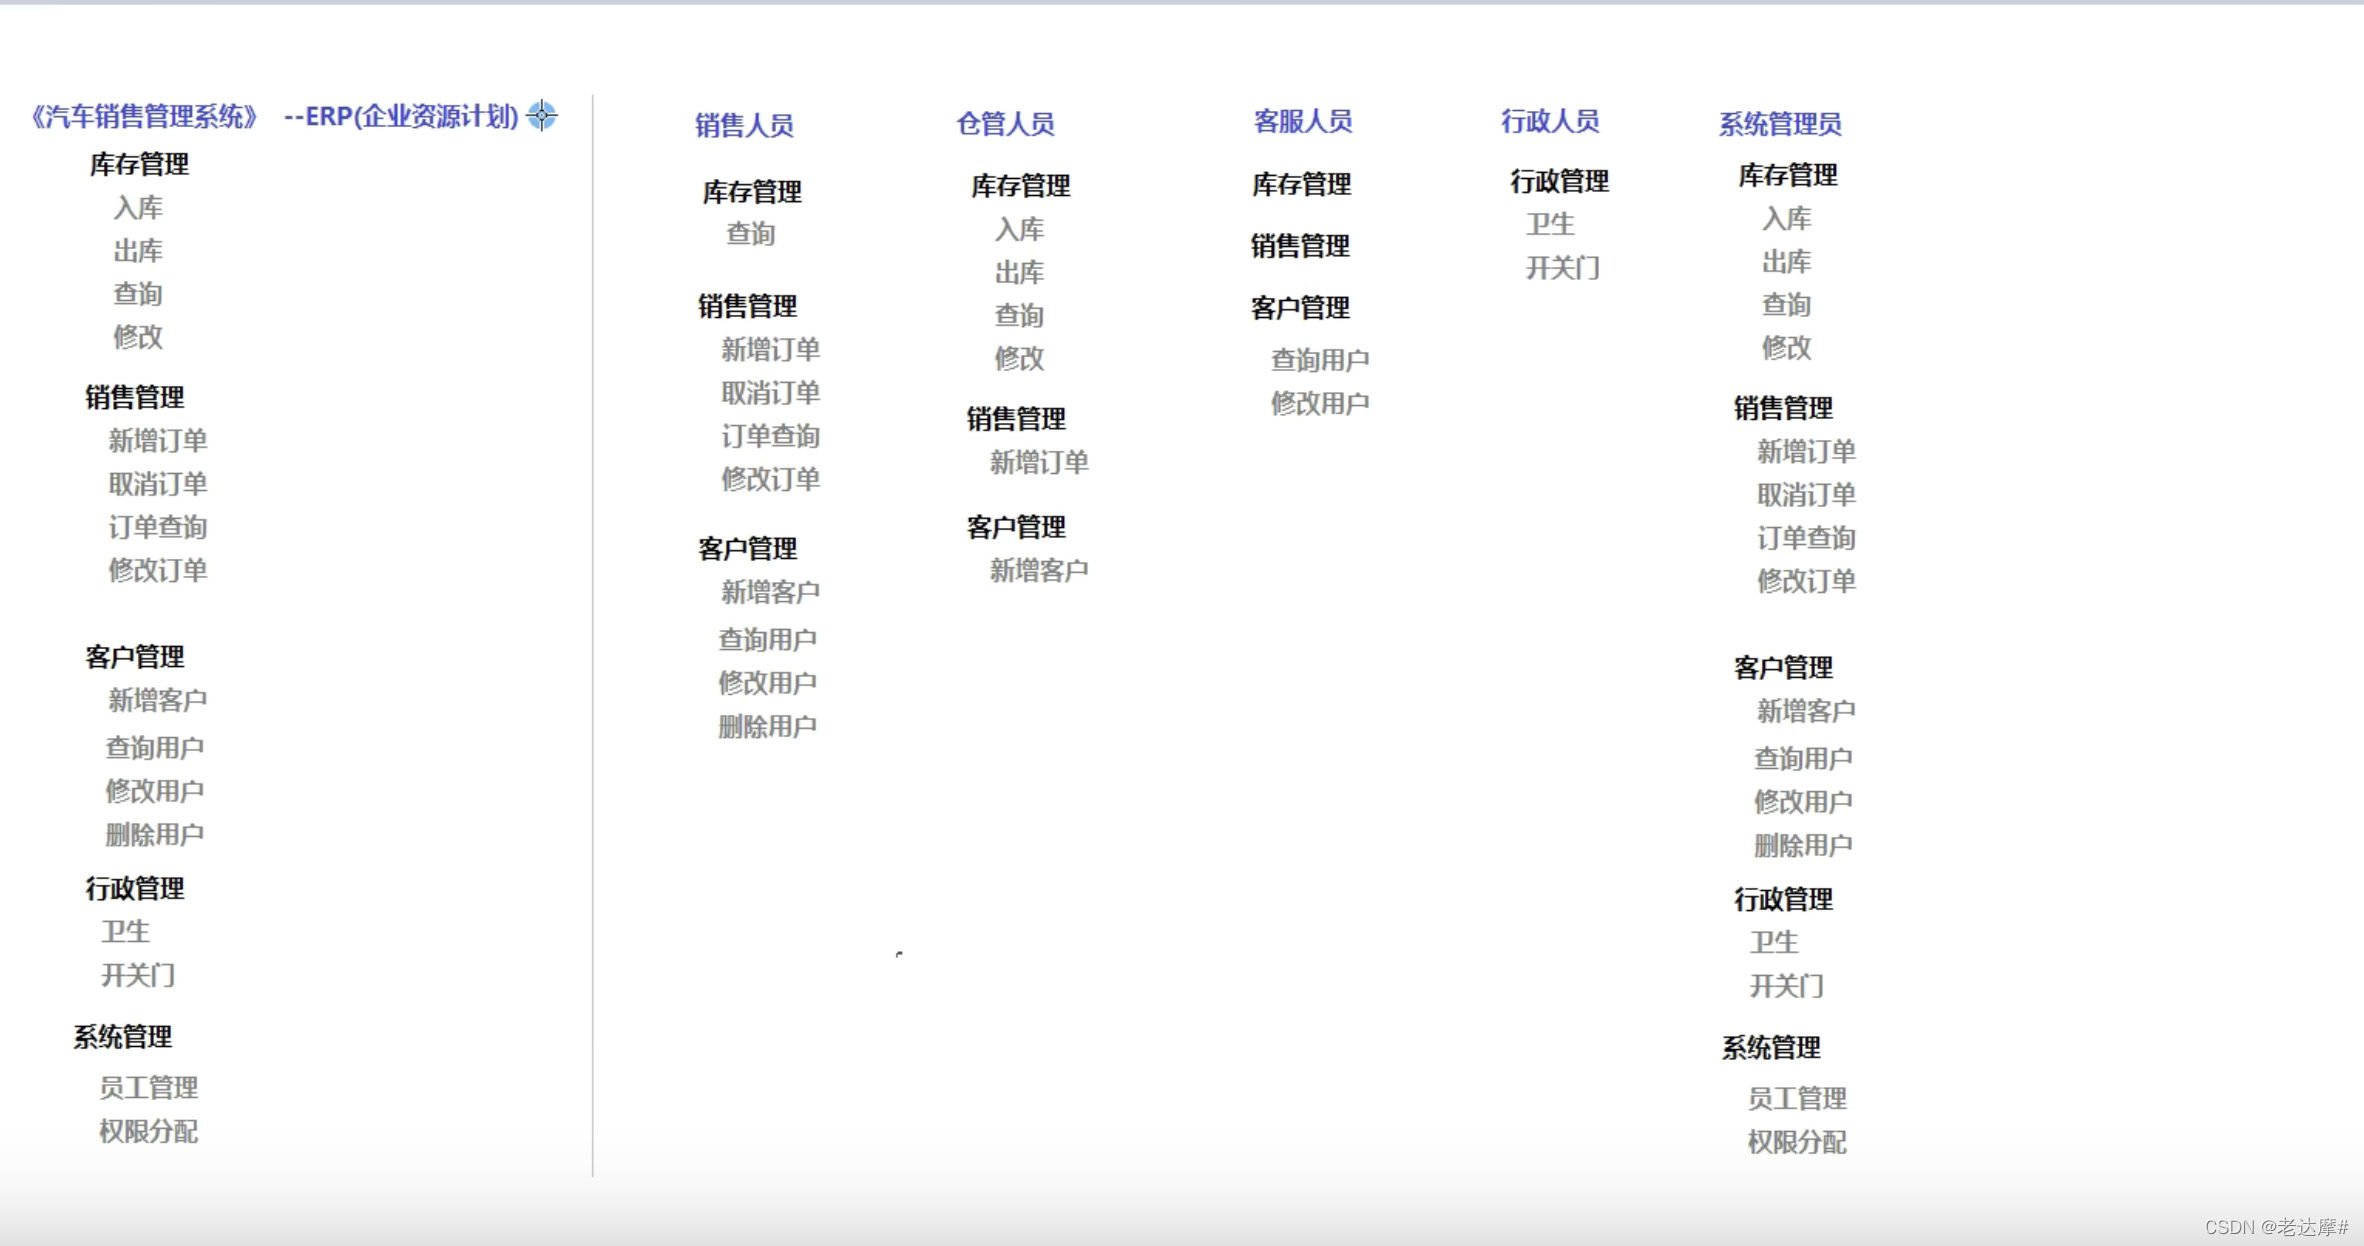 《汽车销售管理系统》 --ERP(企业资源计划)
库存管理
入库
出库
查询
修改
销售管理
新增订单
取消订单
订单查询
修改订单
客户管理
新增客户
查询用户
修改用户
删除用户
行政管理
卫生
开关门
系统管理
员工管理
权限分配
销售人员
库存管理
查询
销售管理
新增订单
取消订单
订单查询
修改订单
客户管理
新增客户
查询用户
修改用户
删除用户
仓管人员
库存管理
入库
出库
查询
修改
销售管理
新增订单
客户管理
新增客户
客服人员
库存管理
销售管理
客户管理
查询用户
修改用户
行政人员
行政管理
卫生
开关门
系统管理员
库存管理
入库
出库
查询
修改
销售管理
新增订单
取消订单
订单查询
修改订单
客户管理
新增客户
查询用户
修改用户
删除用户
行政管理
卫生
开关门
系统管理
员工管理
权限分配
CSDN @老达摩#